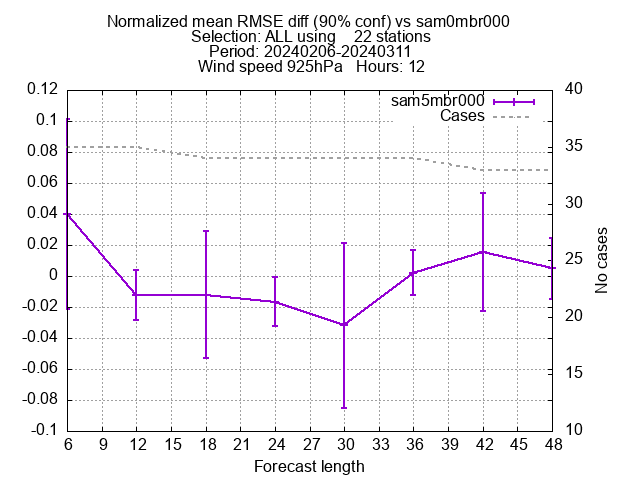 Normalized mean RMSE diff (90% conf) vs sam0mbr000
Selection: ALL using    22 stations
Period: 20240206-20240311
Wind speed 925hPa   Hours: 12
sam5mbr000
Cases
0.12
0.1
0.08
0.06
0.04
0.02
0
-0.02
-0.04
-0.06
-0.08
-0.1
40
35
30
25
20
15
10
No cases
6 9 12 15 18 21 24 27 30 33 36 39 42 45 48
Forecast length